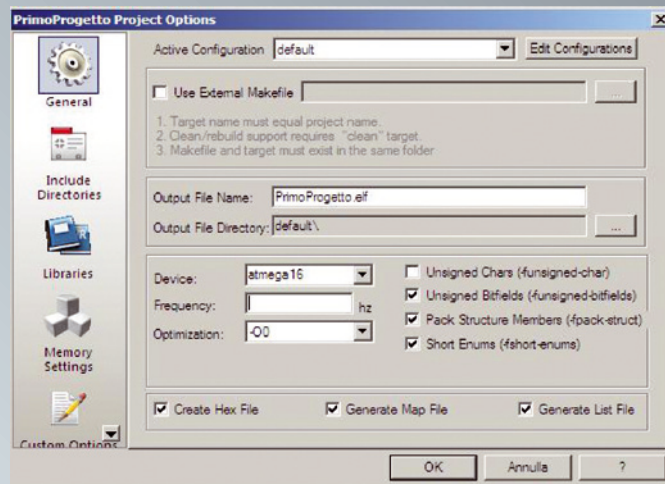 PrimoProgetto Project Options
General
Include
Directories
Libraries
Memory
Settings
Custom Options
Active Configuration default Edit Configurations
Use External Makefile ...
1. Target name must equal project name.
2. Clean/rebuild support requires "clean" target.
3. Makefile and target must exist in the same folder
Output File Name: PrimoProgetto.elf
Output File Directory: default\ ...
Device: atmega16
Frequency: hz
Optimization: -O0
Unsigned Chars (-funsigned-char)
Unsigned Bitfields (-funsigned-bitfields)
Pack Structure Members (-fpack-struct)
Short Enums (-fshort-enums)
Create Hex File Generate Map File Generate List File
OK Annulla ?